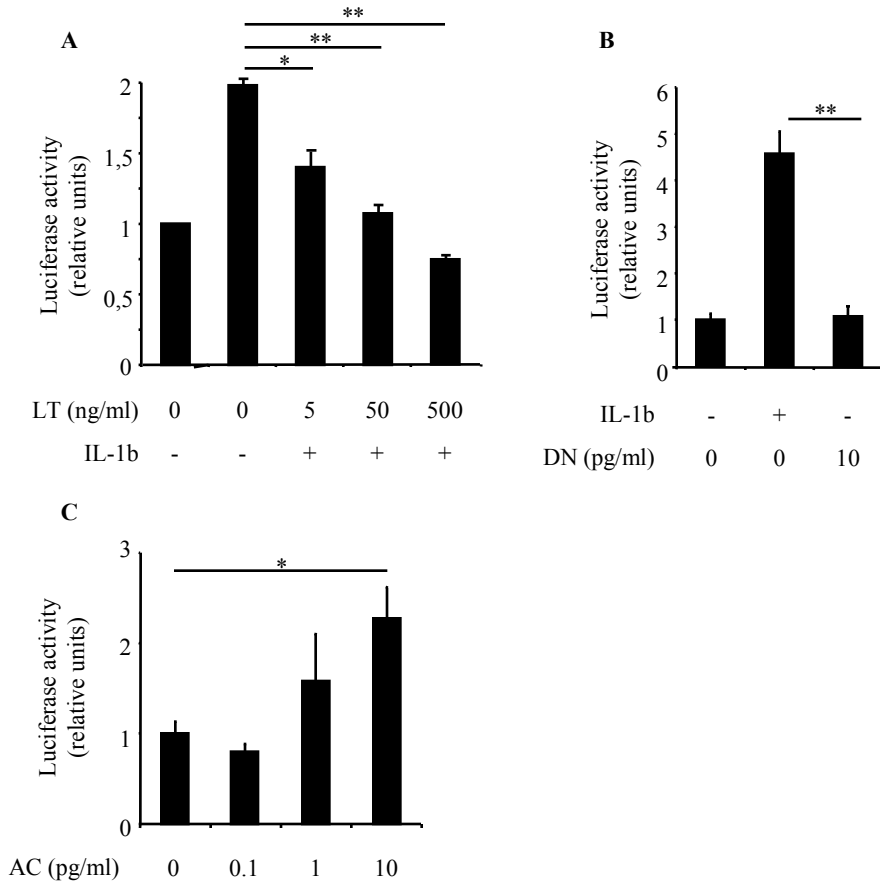 A
**
**
*
2
1,5
1
0,5
0
Luciferase activity
(relative units)
LT (ng/ml) 0 0 5 50 500
IL-1b - - + + +
B
**
6
5
4
2
1
0
Luciferase activity
(relative units)
IL-1b - + -
DN (pg/ml) 0 0 10
C
*
3
2
1
0
Luciferase activity
(relative units)
AC (pg/ml) 0 0.1 1 10